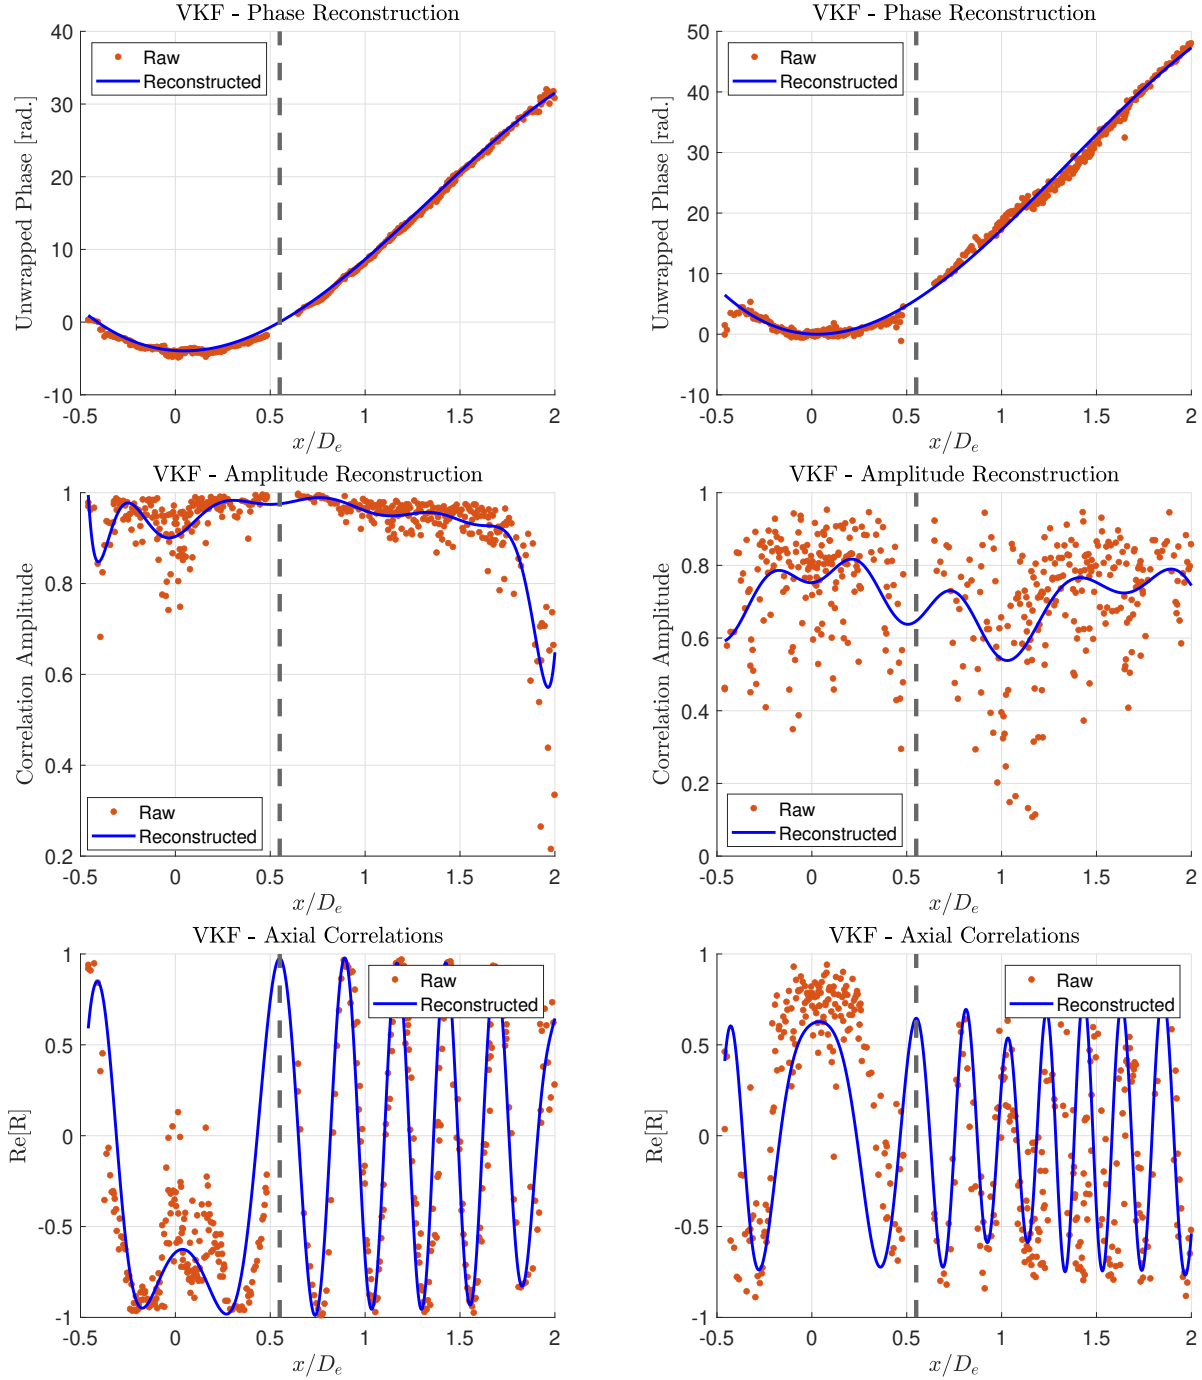 VKF - Phase Reconstruction
40
30
20
10
0
-10
-0.5
0
0.5
1
1.5
2
Unwrapped Phase [rad.]
x/D_e
Raw
Reconstructed
VKF - Phase Reconstruction
50
40
30
20
10
0
-10
-0.5
0
0.5
1
1.5
2
Unwrapped Phase [rad.]
x/D_e
Raw
Reconstructed
VKF - Amplitude Reconstruction
1
0.8
0.6
0.4
0.2
-0.5
0
0.5
1
1.5
2
Correlation Amplitude
x/D_e
Raw
Reconstructed
VKF - Amplitude Reconstruction
1
0.8
0.6
0.4
0.2
0
-0.5
0
0.5
1
1.5
2
Correlation Amplitude
x/D_e
Raw
Reconstructed
VKF - Axial Correlations
1
0.5
0
-0.5
-1
-0.5
0
0.5
1
1.5
2
Re[R]
x/D_e
Raw
Reconstructed
VKF - Axial Correlations
1
0.5
0
-0.5
-1
-0.5
0
0.5
1
1.5
2
Re[R]
x/D_e
Raw
Reconstructed